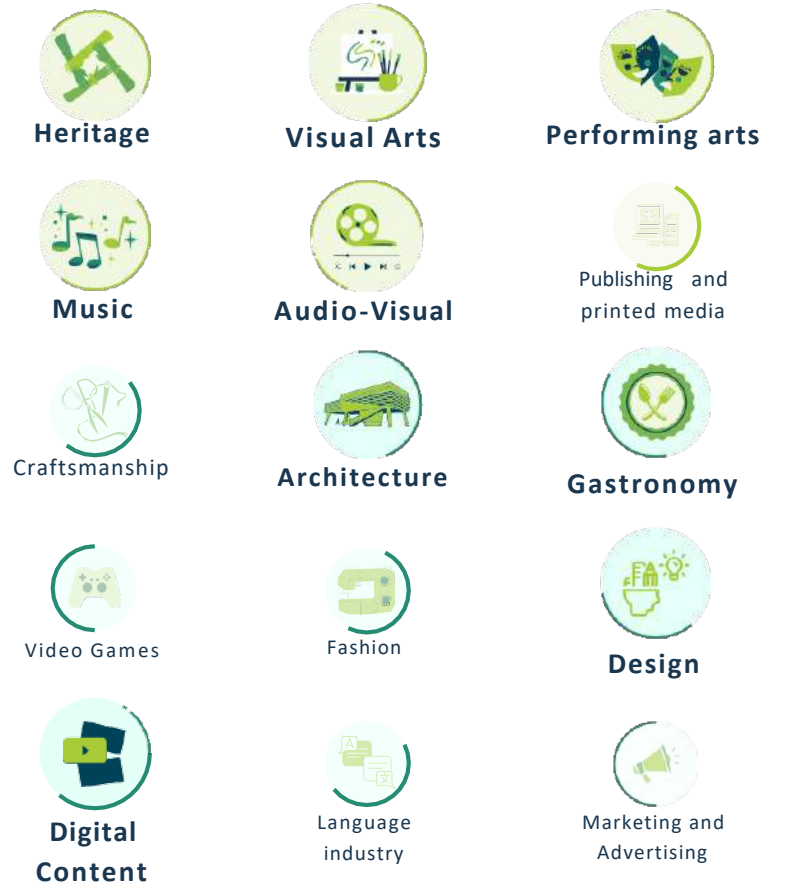 Heritage
Visual Arts
Performing arts
Music
Audio-Visual
Publishing and
printed media
Craftsmanship
Architecture
Gastronomy
Video Games
Fashion
Design
Digital
Content
Language
industry
Marketing and
Advertising